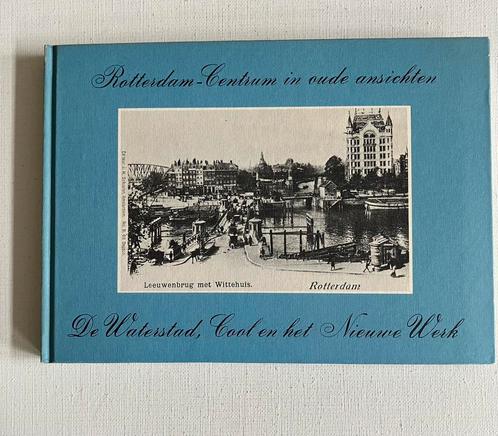 Rotterdam-Centrum in oude ansichten
Leeuwenbrug met Wittehuis.
Rotterdam
De Waterstad, Cool en het Nieuwe Werk